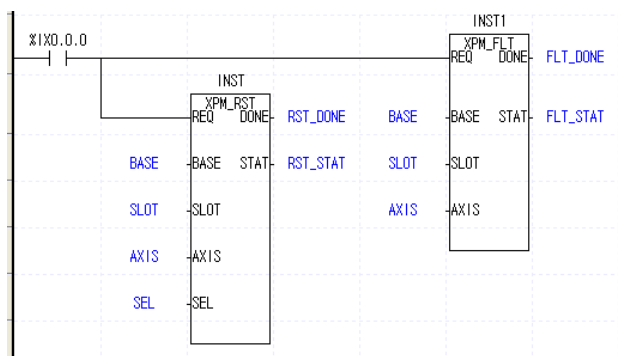 INST1
%IX0.0.0
XPM_FLT
REQ DONE FLT_DONE
INST
XPM_RST
REQ DONE RST_DONE BASE BASE STAT FLT_STAT
BASE BASE STAT RST_STAT SLOT SLOT
SLOT SLOT AXIS AXIS
AXIS AXIS
SEL SEL